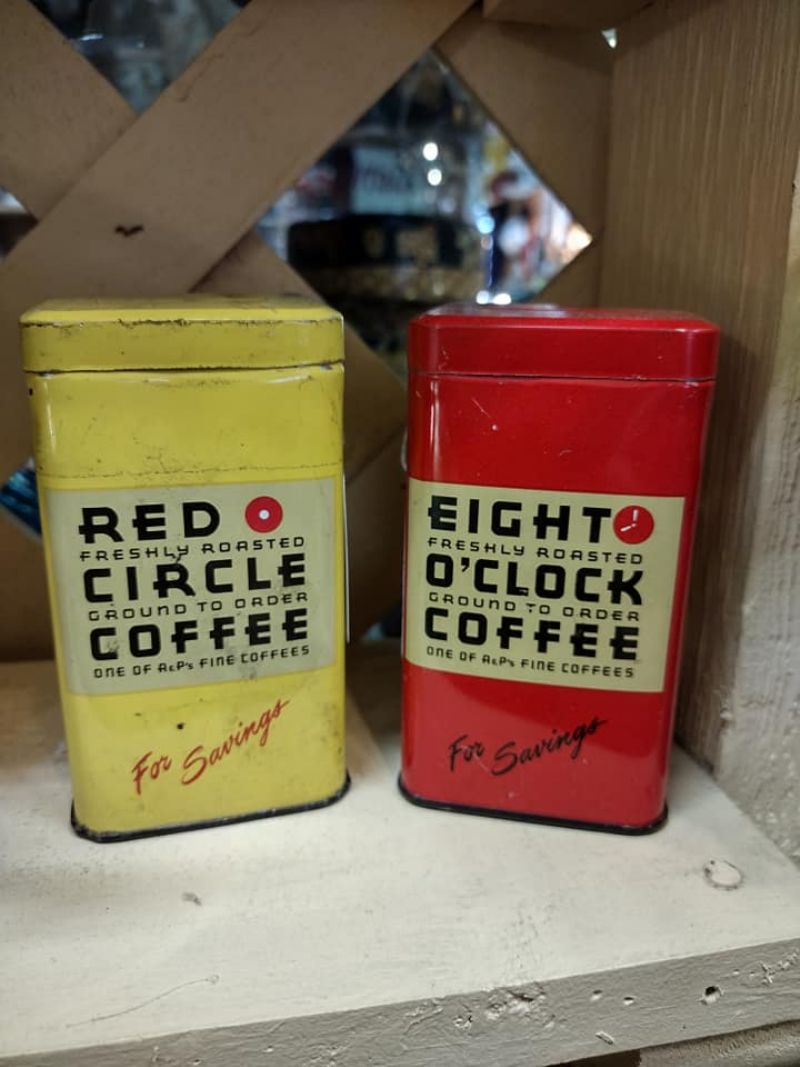 RED
FRESHLY ROASTED
CIRCLE
GROUND TO ORDER
COFFEE
ONE OF A&P's FINE COFFEES
For Savings
EIGHT
FRESHLY ROASTED
O'CLOCK
GROUND TO ORDER
COFFEE
ONE OF A&P's FINE COFFEES
For Savings